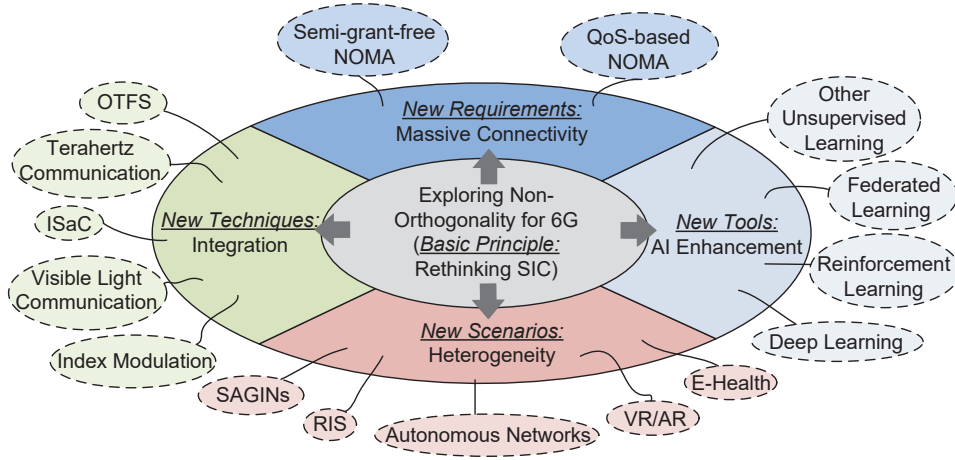 Semi-grant-free
NOMA
QoS-based
NOMA
New Requirements:
Massive Connectivity
OTFS
Terahertz
Communication
ISaC
Visible Light
Communication
Index Modulation
New Techniques:
Integration
Exploring Non-
Orthogonality for 6G
(Basic Principle:
Rethinking SIC)
New Tools:
AI Enhancement
Other
Unsupervised
Learning
Federated
Learning
Reinforcement
Learning
Deep Learning
New Scenarios:
Heterogeneity
SAGINs
RIS
Autonomous Networks
VR/AR
E-Health